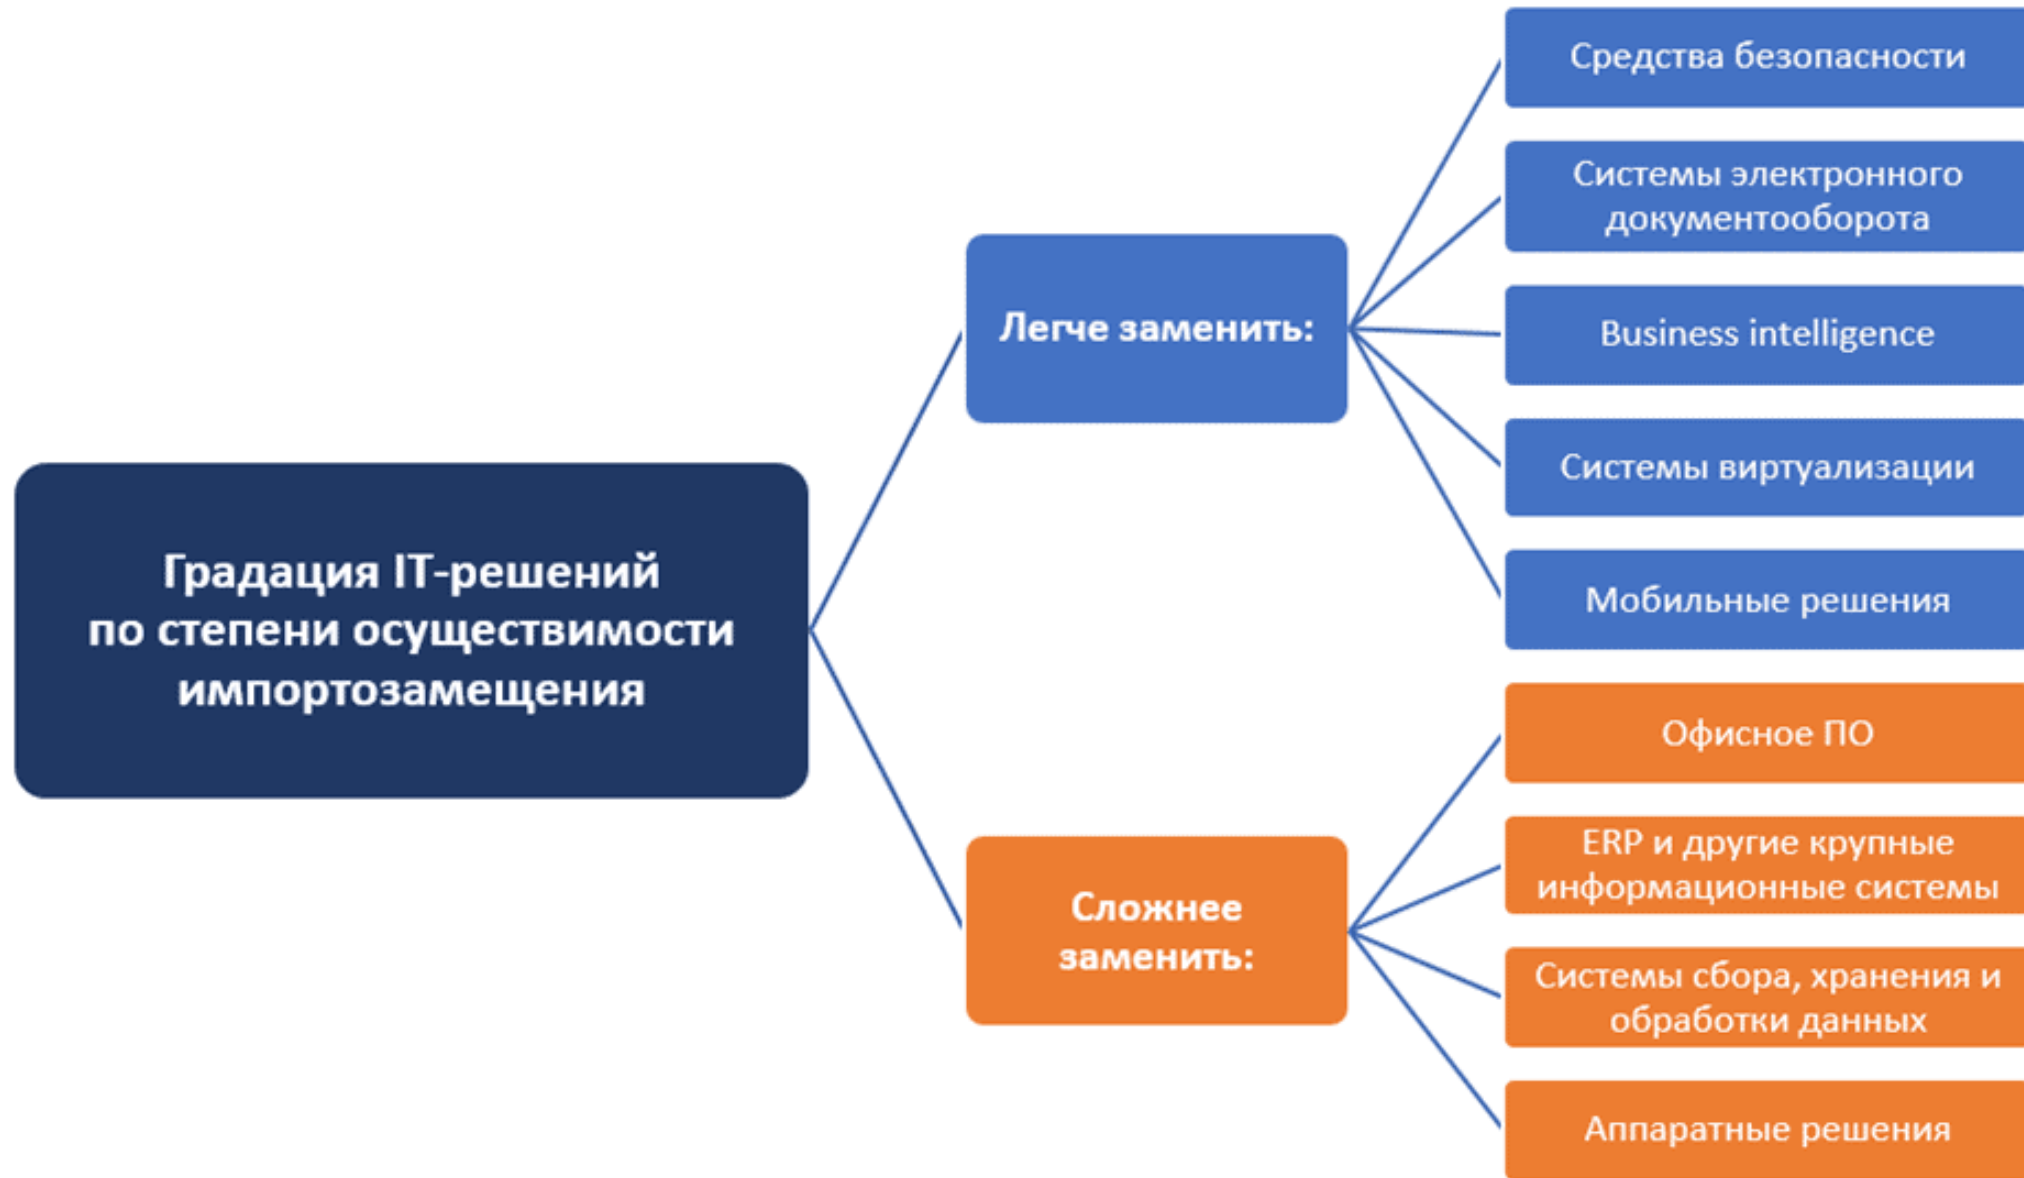 Градация IT-решений
по степени осуществимости
импортозамещения
Легче заменить:
Средства безопасности
Системы электронного
документооборота
Business intelligence
Системы виртуализации
Мобильные решения
Сложнее
заменить:
Офисное ПО
ERP и другие крупные
информационные системы
Системы сбора, хранения и
обработки данных
Аппаратные решения